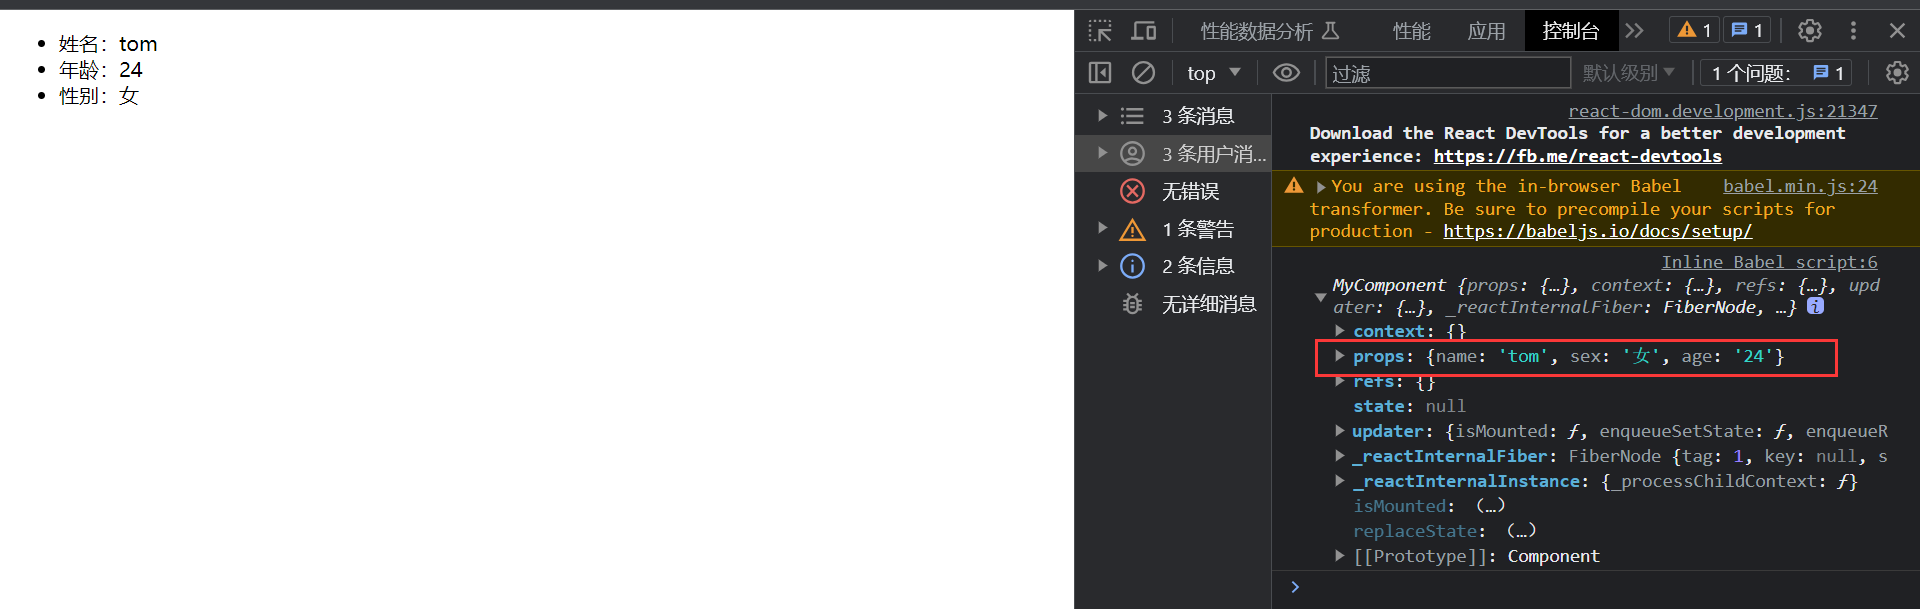 姓名：tom
年龄：24
性别：女
性能数据分析 性能 应用 控制台 1 1
top 过滤 默认级别 1 个问题： 1
3 条消息
3 条用户消…
无错误
1 条警告
2 条信息
无详细消息
react-dom.development.js:21347
Download the React DevTools for a better development
experience: https://fb.me/react-devtools
You are using the in-browser Babel babel.min.js:24
transformer. Be sure to precompile your scripts for
production - https://babeljs.io/docs/setup/
Inline Babel script:6
MyComponent {props: {…}, context: {…}, refs: {…}, upd
ater: {…}, _reactInternalFiber: FiberNode, …} i
context: {}
props: {name: 'tom', sex: '女', age: '24'}
refs: {}
state: null
updater: {isMounted: ƒ, enqueueSetState: ƒ, enqueueR
_reactInternalFiber: FiberNode {tag: 1, key: null, s
_reactInternalInstance: {_processChildContext: ƒ}
isMounted: (…)
replaceState: (…)
[[Prototype]]: Component